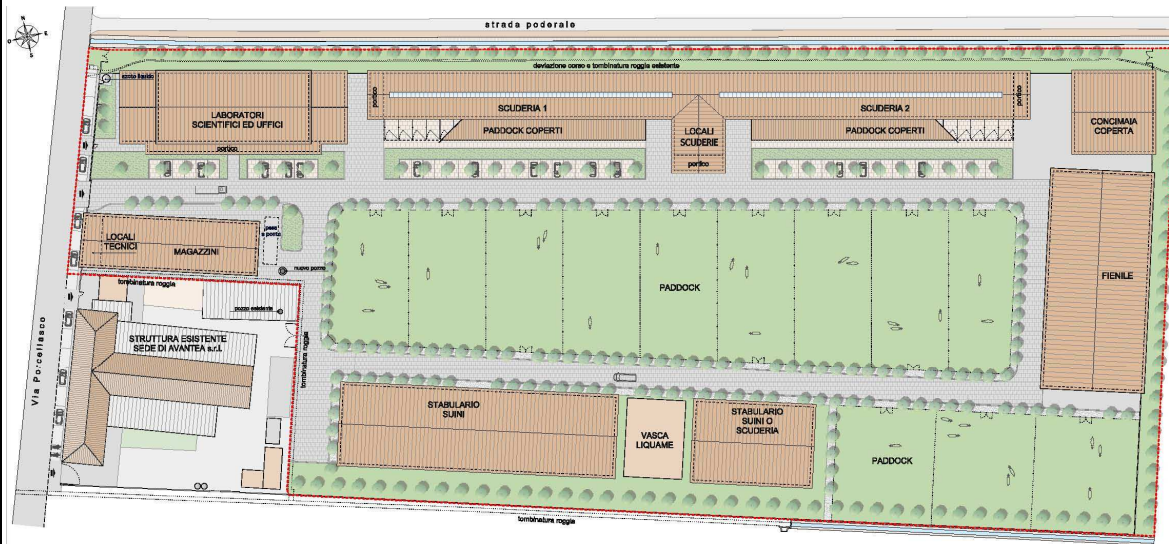 N
E
S
O
strada poderale
deviazione corso e tombinatura roggia esistente
azoto liquido
LABORATORI
SCIENTIFICI ED UFFICI
portico
portico
SCUDERIA 1
PADDOCK COPERTI
LOCALI
SCUDERIE
portico
SCUDERIA 2
PADDOCK COPERTI
portico
CONCIMAIA
COPERTA
LOCALI
TECNICI
MAGAZZINI
pesa
a ponte
nuovo pozzo
tombinatura roggia
pozzo esistente
PADDOCK
FIENILE
STRUTTURA ESISTENTE
SEDE DI AVANTEA s.r.l.
tombinatura roggia
Via Porcellasco
STABULARIO
SUINI
VASCA
LIQUAME
STABULARIO
SUINI O
SCUDERIA
PADDOCK
tombinatura roggia